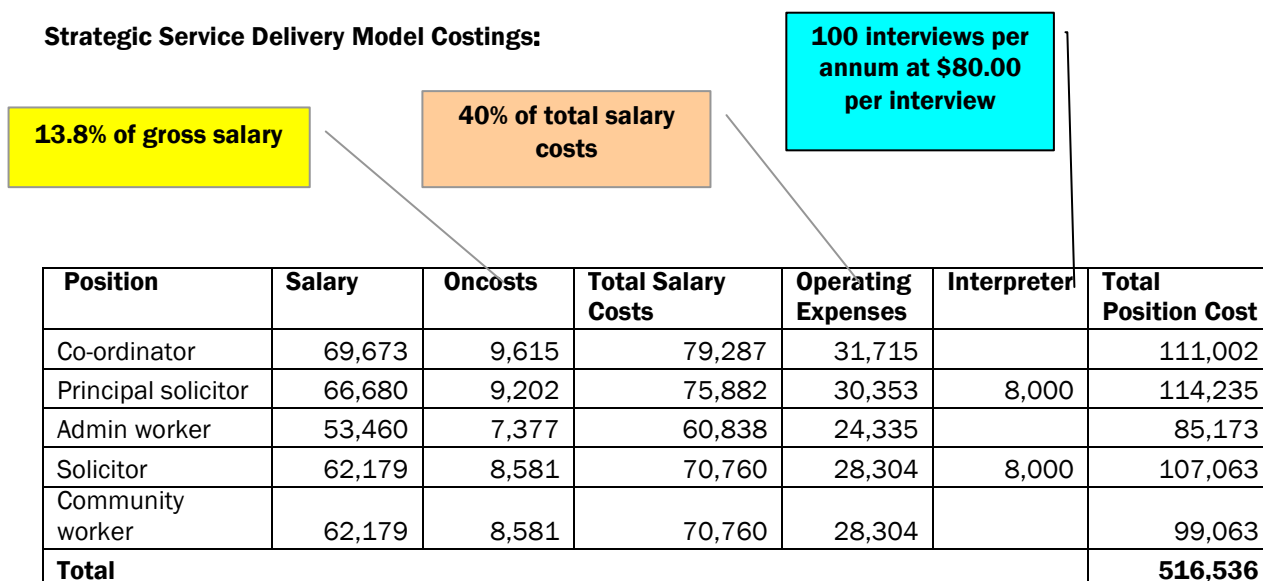 Strategic Service Delivery Model Costings:
100 interviews per
annum at $80.00
per interview
13.8% of gross salary
40% of total salary
costs
Position Salary Oncosts Total Salary Costs Operating Expenses Interpreter Total Position Cost
Co-ordinator 69,673 9,615 79,287 31,715 111,002
Principal solicitor 66,680 9,202 75,882 30,353 8,000 114,235
Admin worker 53,460 7,377 60,838 24,335 85,173
Solicitor 62,179 8,581 70,760 28,304 8,000 107,063
Community
worker 62,179 8,581 70,760 28,304 99,063
Total 516,536